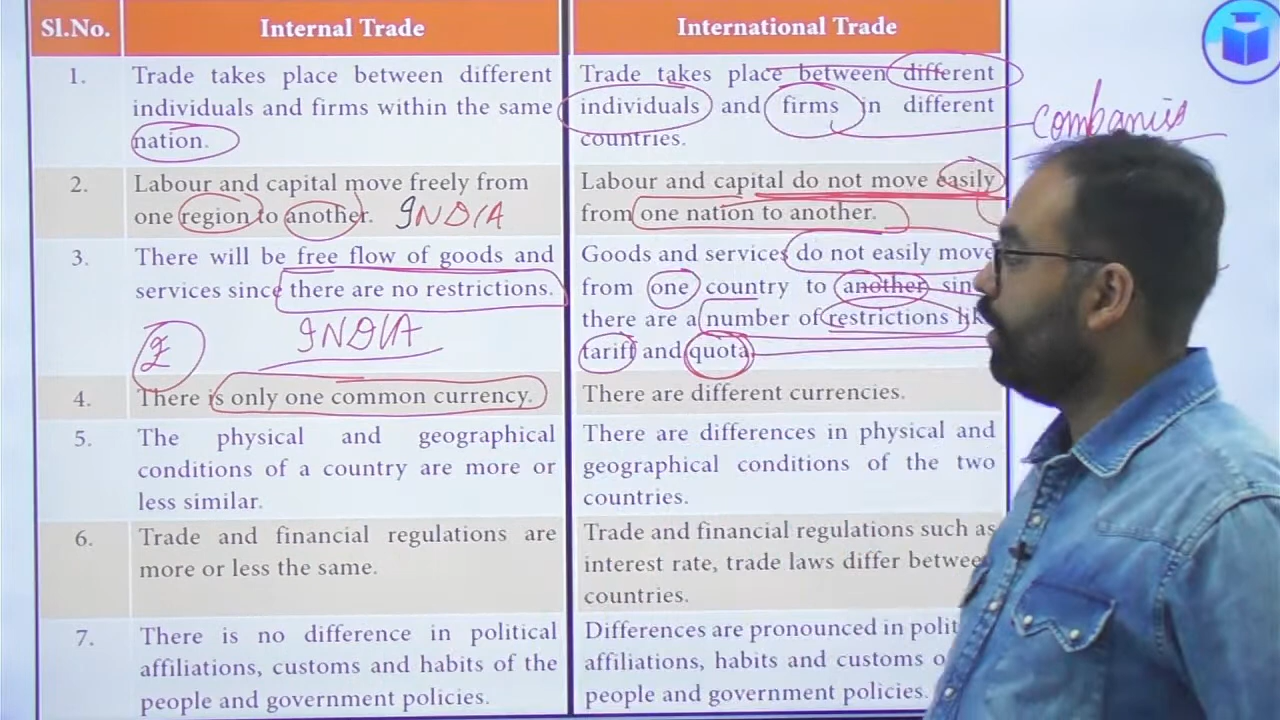 Sl.No. Internal Trade International Trade
1. Trade takes place between different
individuals and firms within the same
nation.
Trade takes place between different
individuals and firms in different
countries.
companies
2. Labour and capital move freely from
one region to another. INDIA
Labour and capital do not move easily
from one nation to another.
3. There will be free flow of goods and
services since there are no restrictions.
INDIA
Goods and services do not easily move
from one country to another
there are a number of restrictions
tariff and quota
4. There is only one common currency.
There are different currencies.
5. The physical and geographical
conditions of a country are more or
less similar.
There are differences in physical and
geographical conditions of the two
countries.
6. Trade and financial regulations are
more or less the same.
Trade and financial regulations such as
interest rate, trade laws differ
countries.
7. There is no difference in political
affiliations, customs and habits of the
people and government policies.
Differences are pronounced in
affiliations, habits and customs
people and government policies.